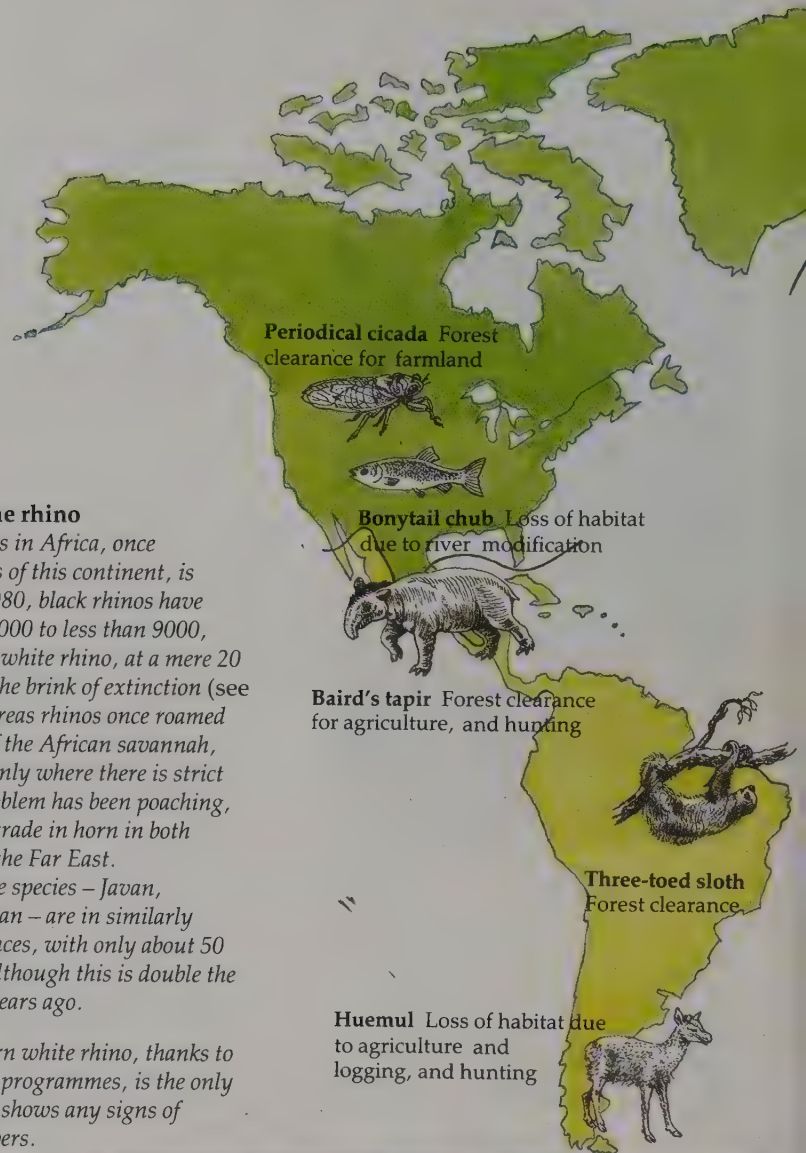 Periodical cicada Forest
clearance for farmland
Bonytail chub Loss of habitat
due to river modification
Baird's tapir Forest clearance
for agriculture, and hunting
Three-toed sloth
Forest clearance
Huemul Loss of habitat due
to agriculture and
logging, and hunting
rhino
s in Africa, once
of this continent, is
80, black rhinos have
000 to less than 9000,
white rhino, at a mere 20
he brink of extinction (see
reas rhinos once roamed
the African savannah,
nly where there is strict
blem has been poaching,
rade in horn in both
he Far East.
e species – Javan,
an – are in similarly
nces, with only about 50
lthough this is double the
ears ago.
rn white rhino, thanks to
programmes, is the only
shows any signs of
ers.